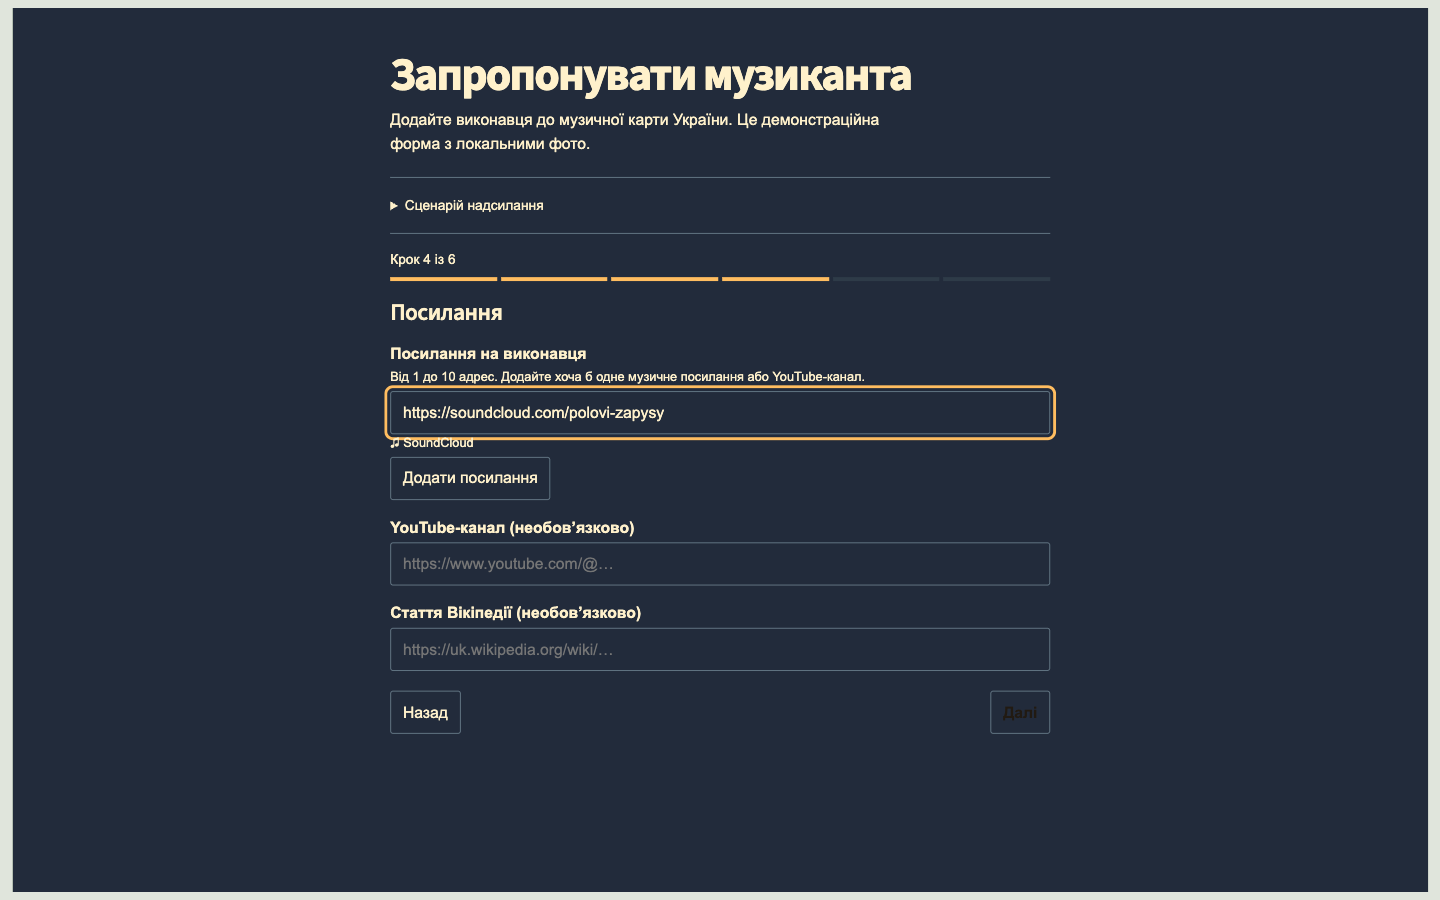 Запропонувати музиканта
Додайте виконавця до музичної карти України. Це демонстраційна
форма з локальними фото.
▶ Сценарій надсилання
Крок 4 із 6
Посилання
Посилання на виконавця
Від 1 до 10 адрес. Додайте хоча б одне музичне посилання або YouTube-канал.
https://soundcloud.com/polovi-zapysy
♫ SoundCloud
Додати посилання
YouTube-канал (необов’язково)
https://www.youtube.com/@…
Стаття Вікіпедії (необов’язково)
https://uk.wikipedia.org/wiki/…
Назад
Далі